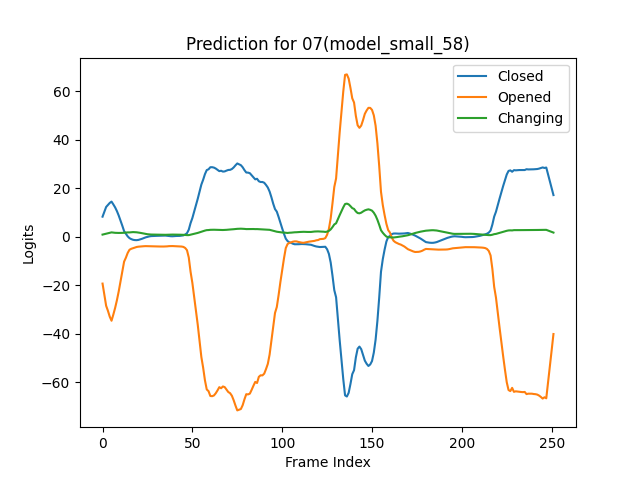 Prediction for 07(model_small_58)
Closed
Opened
Changing
Logits
60
40
20
0
−20
−40
−60
0 50 100 150 200 250
Frame Index